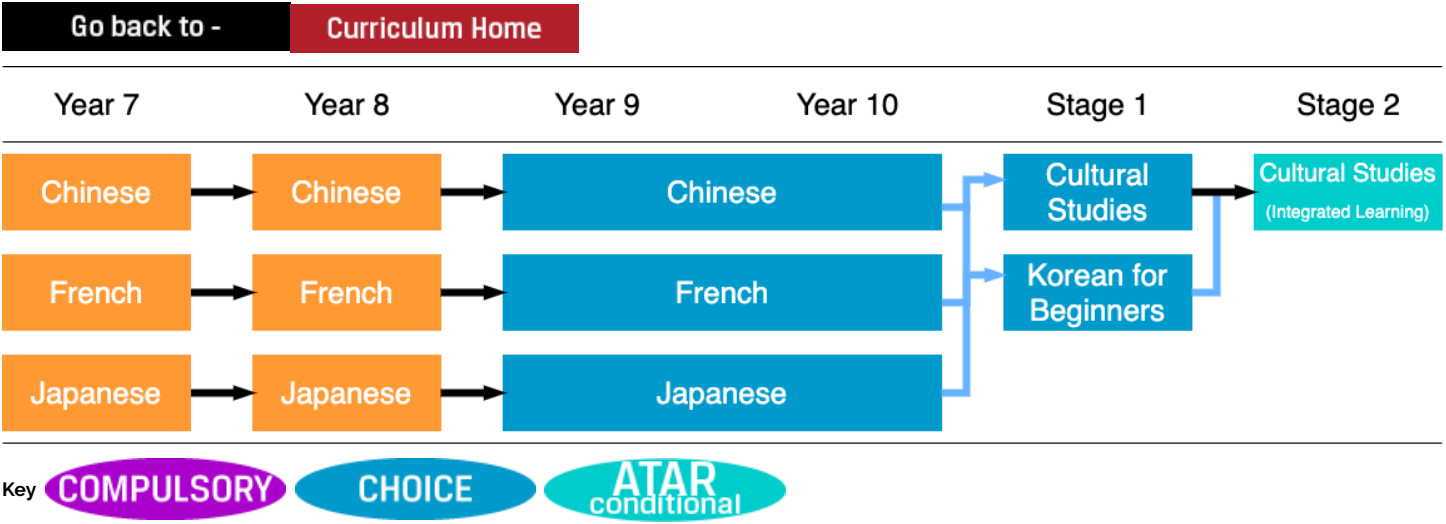 Go back to - Curriculum Home
Year 7 Year 8 Year 9 Year 10 Stage 1 Stage 2
Chinese Chinese Chinese Cultural Studies Cultural Studies
(Integrated Learning)
French French French Korean for
Beginners
Japanese Japanese Japanese
Key COMPULSORY CHOICE ATAR
conditional